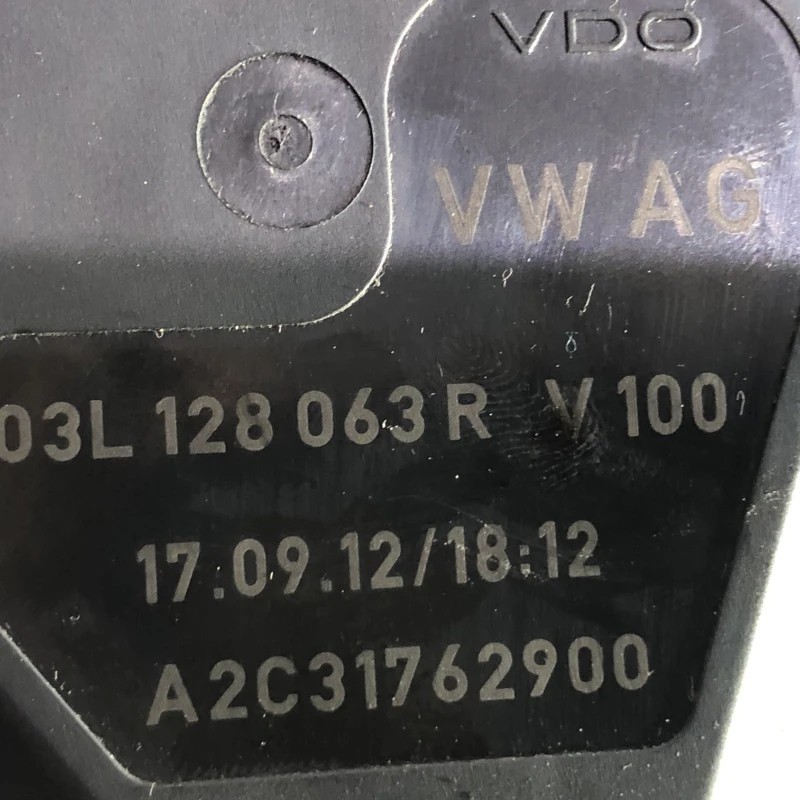 VDO
VW AG
03L 128 063 R V 100
17.09.12/18:12
A2C31762900